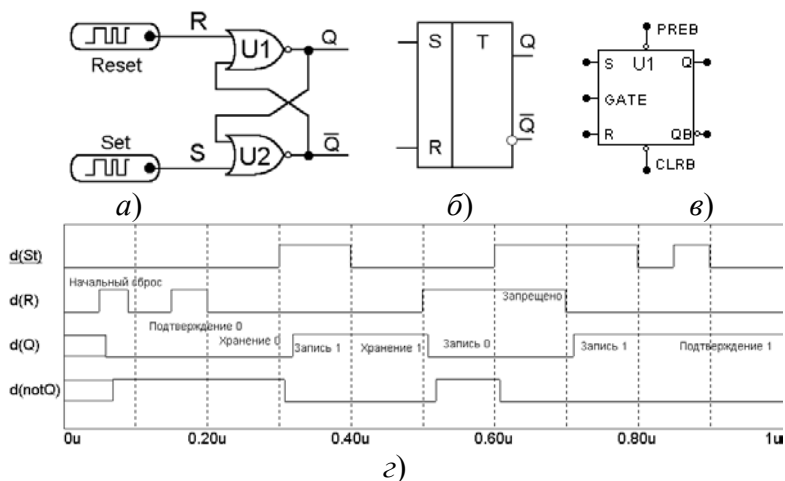 R
Reset
U1
Q
Set
S
U2
Q̅
а)
S T Q
R Q̅
б)
PREB
S U1 Q
GATE
R QB
CLRB
в)
d(St)
Начальный сброс
d(R)
Запрещено
Подтверждение 0
d(Q)
Хранение 0
Запись 1
Хранение 1
Запись 0
Запись 1
Подтверждение 1
d(notQ)
0u 0.20u 0.40u 0.60u 0.80u 1u
г)